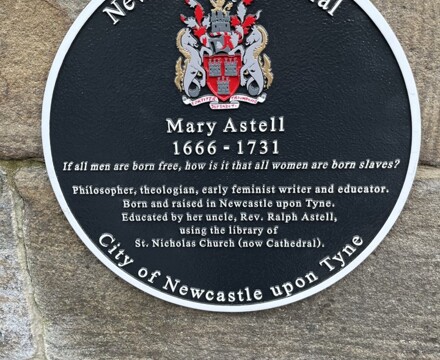 Mary Astell
1666 - 1731
If all men are born free, how is it that all women are born slaves?
Philosopher, theologian, early feminist writer and educator.
Born and raised in Newcastle upon Tyne.
Educated by her uncle, Rev. Ralph Astell,
using the library of
St. Nicholas Church (now Cathedral).
City of Newcastle upon Tyne